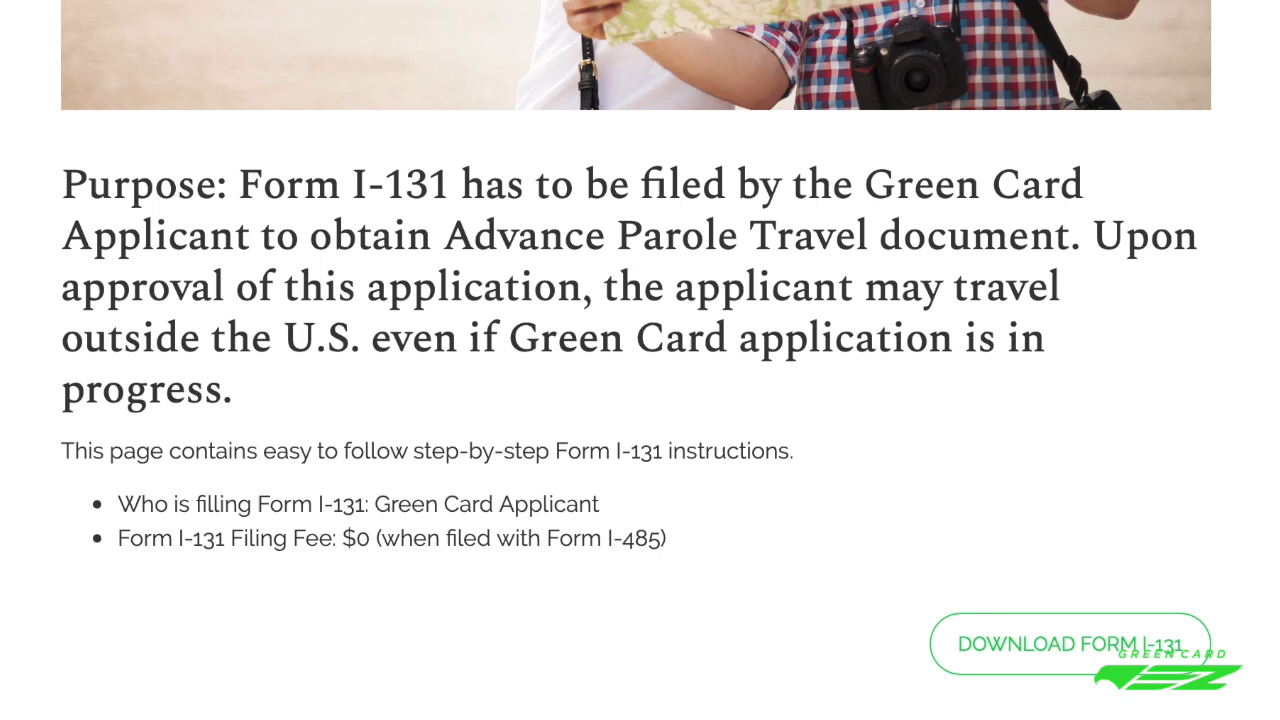 Purpose: Form I-131 has to be filed by the Green Card
Applicant to obtain Advance Parole Travel document. Upon
approval of this application, the applicant may travel
outside the U.S. even if Green Card application is in
progress.
This page contains easy to follow step-by-step Form I-131 instructions.
• Who is filling Form I-131: Green Card Applicant
• Form I-131 Filing Fee: $0 (when filed with Form I-485)
DOWNLOAD FORM I-131
GREEN CARD
EZ